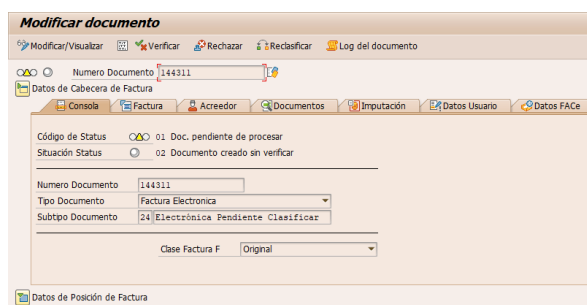 Modificar documento
Modificar/Visualizar Verificar Rechazar Reclasificar Log del documento
Numero Documento 144311
Datos de Cabecera de Factura
Consola Factura Acreedor Documentos Imputación Datos Usuario Datos FACe
Código de Status 01 Doc. pendiente de procesar
Situación Status 02 Documento creado sin verificar
Numero Documento 144311
Tipo Documento Factura Electronica
Subtipo Documento 24 Electrònica Pendiente Clasificar
Clase Factura F Original
Datos de Posición de Factura